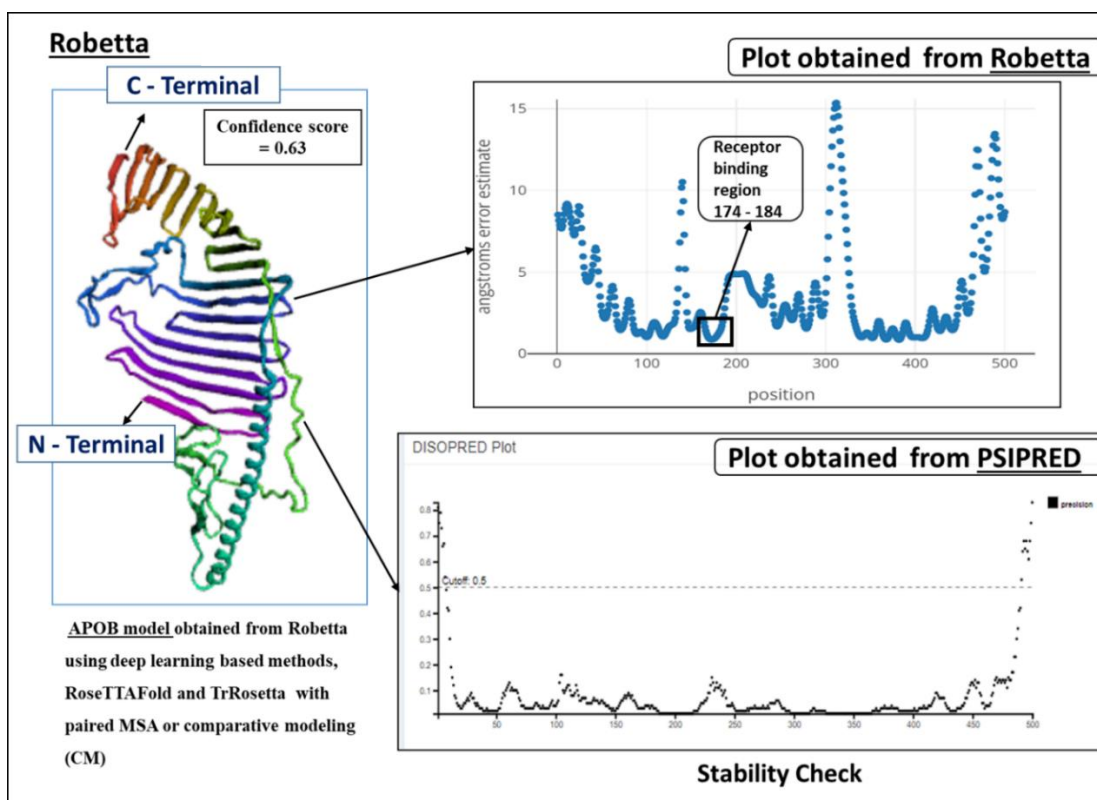 Robetta
C - Terminal
Confidence score
= 0.63
N - Terminal
APOB model obtained from Robetta
using deep learning based methods,
RoseTTAFold and TrRosetta with
paired MSA or comparative modeling
(CM)
Plot obtained from Robetta
15
10
5
0
angstroms error estimate
Receptor
binding
region
174 - 184
0 100 200 300 400 500
position
DISOPRED Plot
Plot obtained from PSIPRED
precision
0.8
0.7
0.6
0.5
Cutoff: 0.5
0.4
0.3
0.2
0.1
50 100 150 200 250 300 350 400 450 500
Stability Check